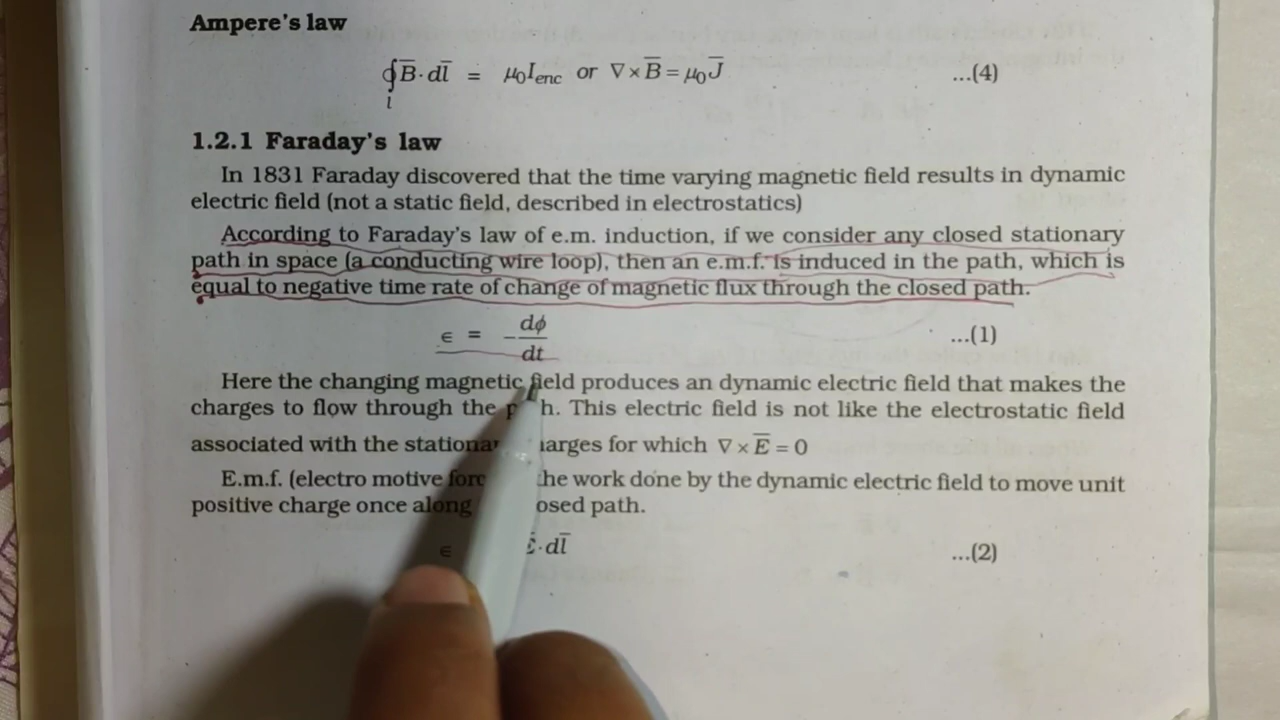 Ampere's law
∮B̄·dl̄ = μ₀Iₑₙc or ∇×B̄ = μ₀J̄ ...(4)
l
1.2.1 Faraday's law
In 1831 Faraday discovered that the time varying magnetic field results in dynamic
electric field (not a static field, described in electrostatics)
According to Faraday's law of e.m. induction, if we consider any closed stationary
path in space (a conducting wire loop), then an e.m.f. is induced in the path, which is
equal to negative time rate of change of magnetic flux through the closed path.
ϵ = -dϕ/dt ...(1)
Here the changing magnetic field produces an dynamic electric field that makes the
charges to flow through the p h. This electric field is not like the electrostatic field
associated with the stationar harges for which ∇×Ē = 0
E.m.f. (electro motive forc he work done by the dynamic electric field to move unit
positive charge once along osed path.
ϵ Ē·dl̄ ...(2)